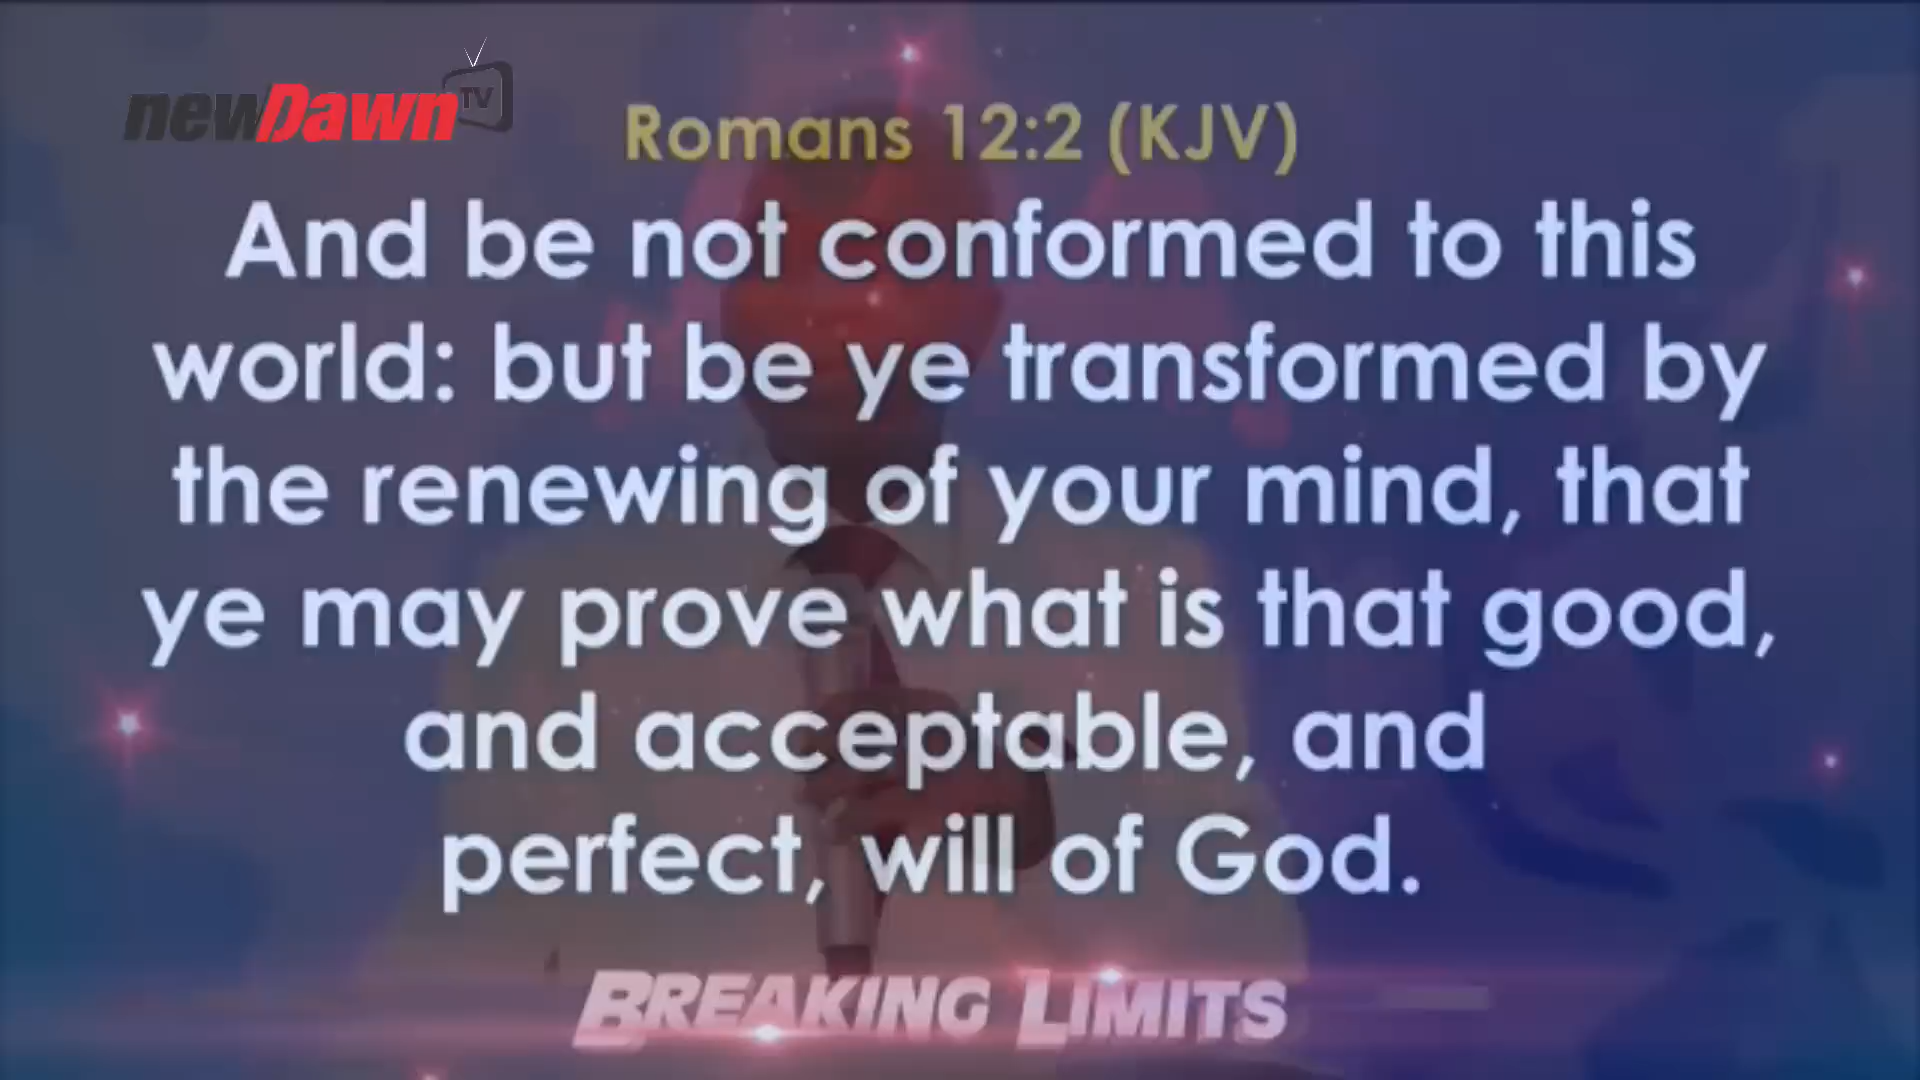 newDawn TV
Romans 12:2 (KJV)
And be not conformed to this
world: but be ye transformed by
the renewing of your mind, that
ye may prove what is that good,
and acceptable, and
perfect, will of God.
BREAKING LIMITS